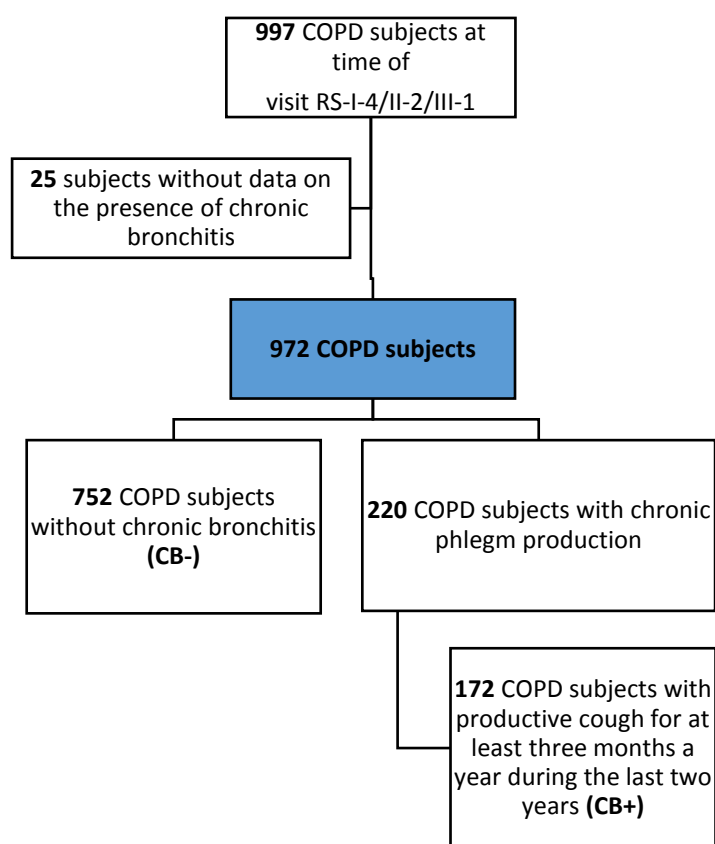 997 COPD subjects at
time of
visit RS-I-4/II-2/III-1
25 subjects without data on
the presence of chronic
bronchitis
972 COPD subjects
752 COPD subjects
without chronic bronchitis
(CB-)
220 COPD subjects with chronic
phlegm production
172 COPD subjects with
productive cough for at
least three months a
year during the last two
years (CB+)